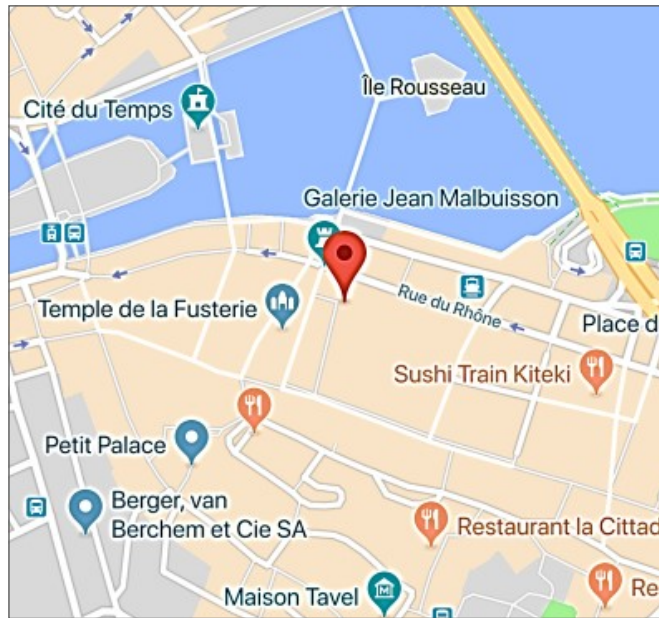 Île Rousseau
Cité du Temps
Galerie Jean Malbuisson
Temple de la Fusterie
Rue du Rhône
Place d
Sushi Train Kiteki
Petit Palace
Berger, van
Berchem et Cie SA
Restaurant la Cittad
Re
Maison Tavel